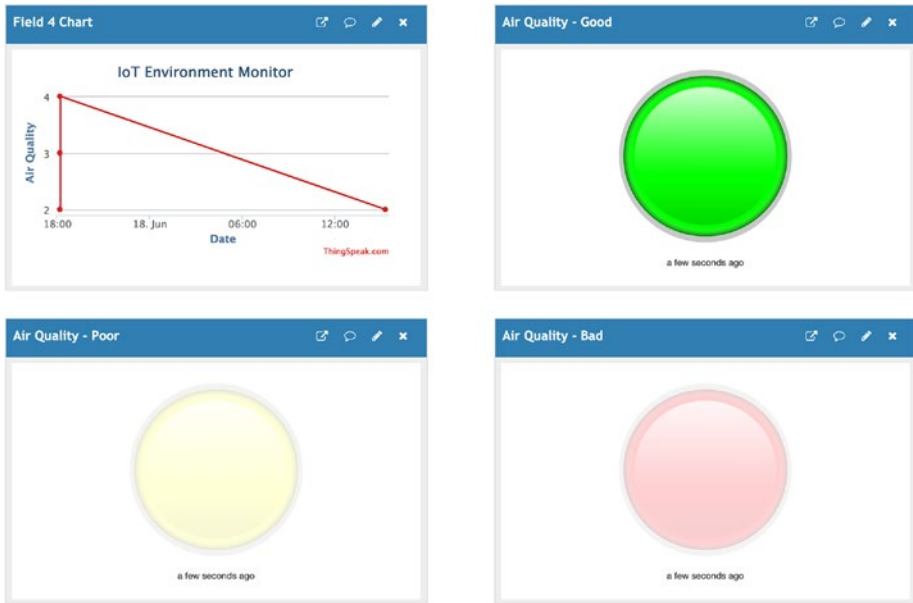 Field 4 Chart
IoT Environment Monitor
Air Quality
4
3
2
18:00 18. Jun 06:00 12:00
Date
ThingSpeak.com
Air Quality - Good
a few seconds ago
Air Quality - Poor
a few seconds ago
Air Quality - Bad
a few seconds ago